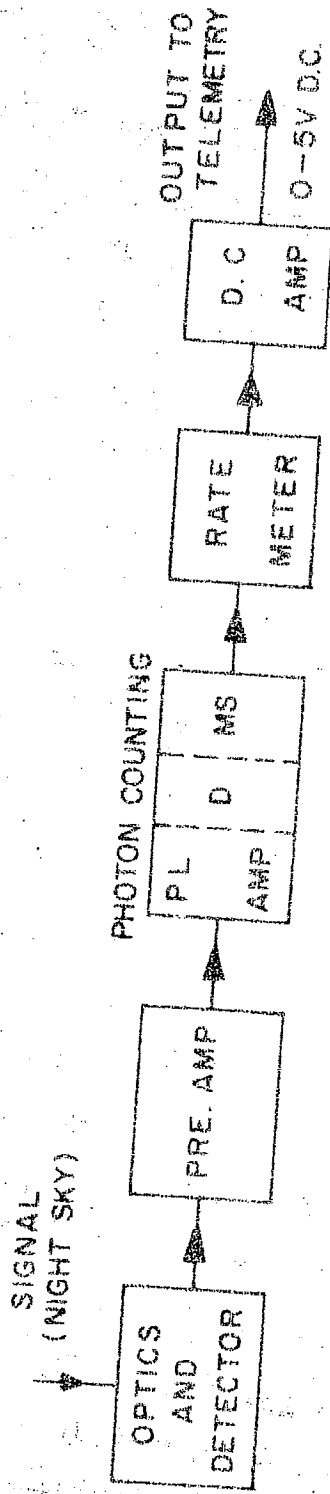 SIGNAL
(NIGHT SKY)
OPTICS
AND
DETECTOR
PRE. AMP
PHOTON COUNTING
PL D MS
AMP
RATE
METER
D. C
AMP
OUTPUT TO
TELEMETRY
0-5V D.C.